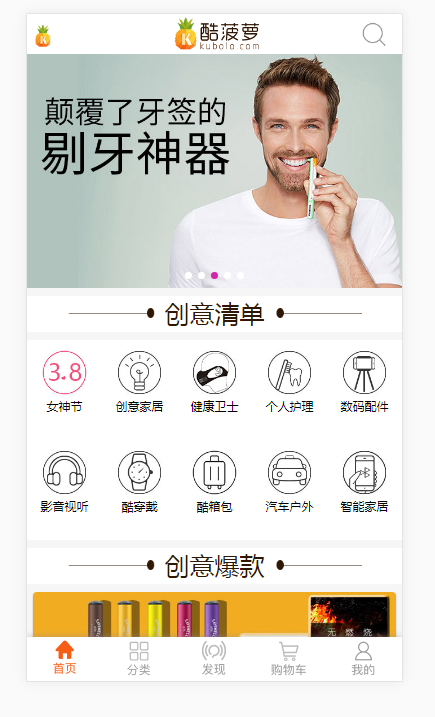 酷菠萝
kubolo.com
颠覆了牙签的
剔牙神器
创意清单
3.8
女神节
创意家居
健康卫士
个人护理
数码配件
影音视听
酷穿戴
酷箱包
汽车户外
智能家居
创意爆款
无 燃 烧
首页
分类
发现
购物车
我的